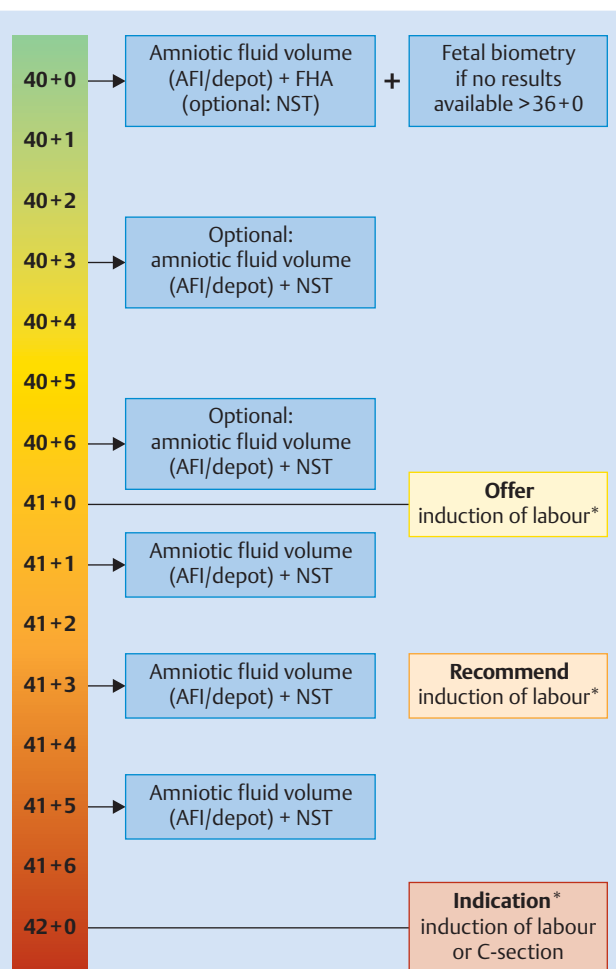 40+0
Amniotic fluid volume
(AFI/depot) + FHA
(optional: NST)
+
Fetal biometry
if no results
available >36+0
40+1
40+2
40+3
Optional:
amniotic fluid volume
(AFI/depot) + NST
40+4
40+5
40+6
Optional:
amniotic fluid volume
(AFI/depot) + NST
41+0
Offer
induction of labour*
41+1
Amniotic fluid volume
(AFI/depot) + NST
41+2
41+3
Amniotic fluid volume
(AFI/depot) + NST
Recommend
induction of labour*
41+4
41+5
Amniotic fluid volume
(AFI/depot) + NST
41+6
42+0
Indication*
induction of labour
or C-section